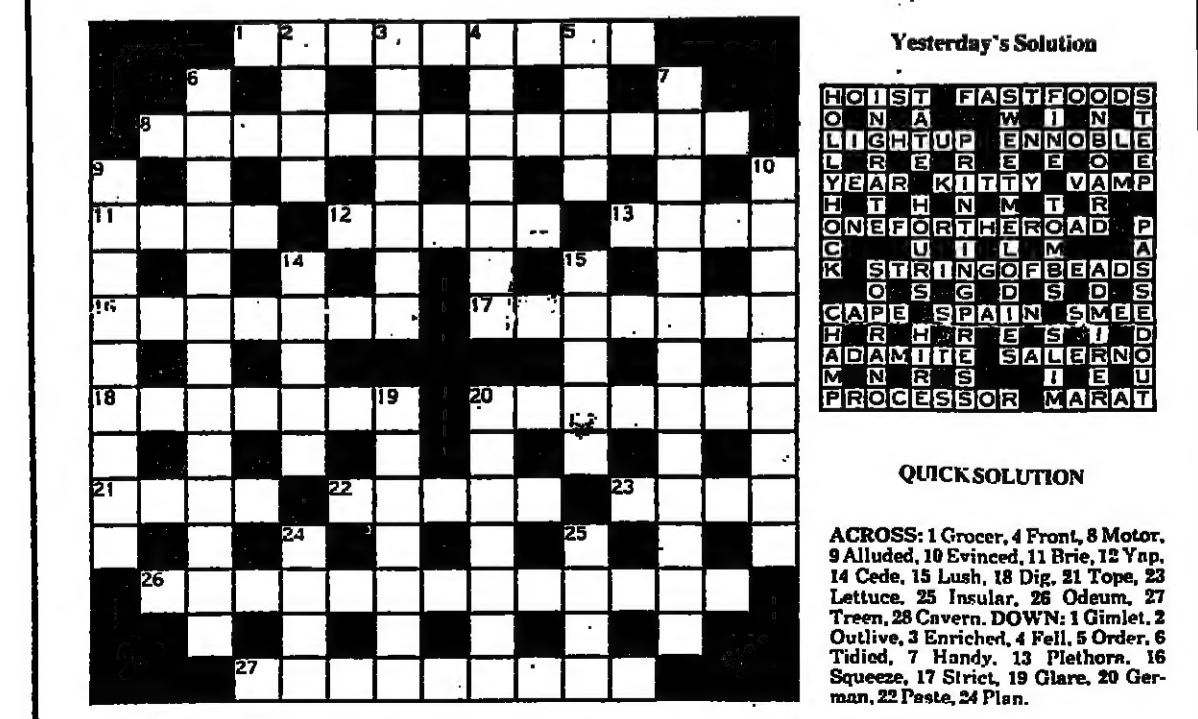 1 2 3 4 5
6 7
8
9 10
11 12 13
14 15
16 17
18 19 20
21 22 23
24 25
26
27
Yesterday's Solution
HOIST FASTFOODS
O N A W I N T
LIGHTUP ENNOBLE
L R E R E E O E
YEAR KITTY VAMP
H T H N M T R
ONEFORTHEROAD P
C U I L M A
K STRINGOFBEADS
O S G D S D S
CAPE SPAIN SMEE
H R H R E S I D
ADAMITE SALERNO
M N R S I E U
PROCESSOR MARAT
QUICK SOLUTION
ACROSS: 1 Grocer, 4 Front, 8 Motor,
9 Alluded, 10 Evinced, 11 Brie, 12 Yap,
14 Cede, 15 Lush, 18 Dig, 21 Tope, 23
Lettuce, 25 Insular, 26 Odeum, 27
Treen, 28 Cavern. DOWN: 1 Gimlet, 2
Outlive, 3 Enriched, 4 Fell, 5 Order, 6
Tidied, 7 Handy, 13 Plethora, 16
Squeeze, 17 Strict, 19 Glare, 20 Ger-
man, 22 Paste, 24 Plan.